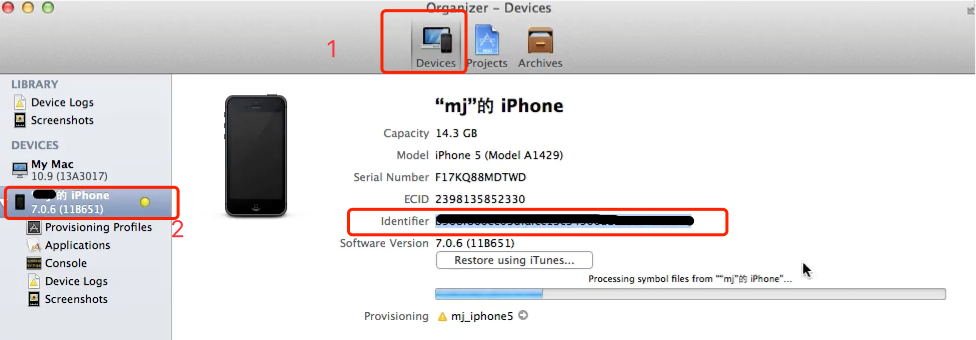 Organizer – Devices
1
Devices
Projects
Archives
LIBRARY
Device Logs
Screenshots
DEVICES
My Mac
10.9 (13A3017)
的 iPhone
7.0.6 (11B651)
2
Provisioning Profiles
Applications
Console
Device Logs
Screenshots
“mj”的 iPhone
Capacity 14.3 GB
Model iPhone 5 (Model A1429)
Serial Number F17KQ88MDTWD
ECID 2398135852330
Identifier
Software Version 7.0.6 (11B651)
Restore using iTunes...
Processing symbol files from "“mj”的 iPhone"...
Provisioning mj_iphone5